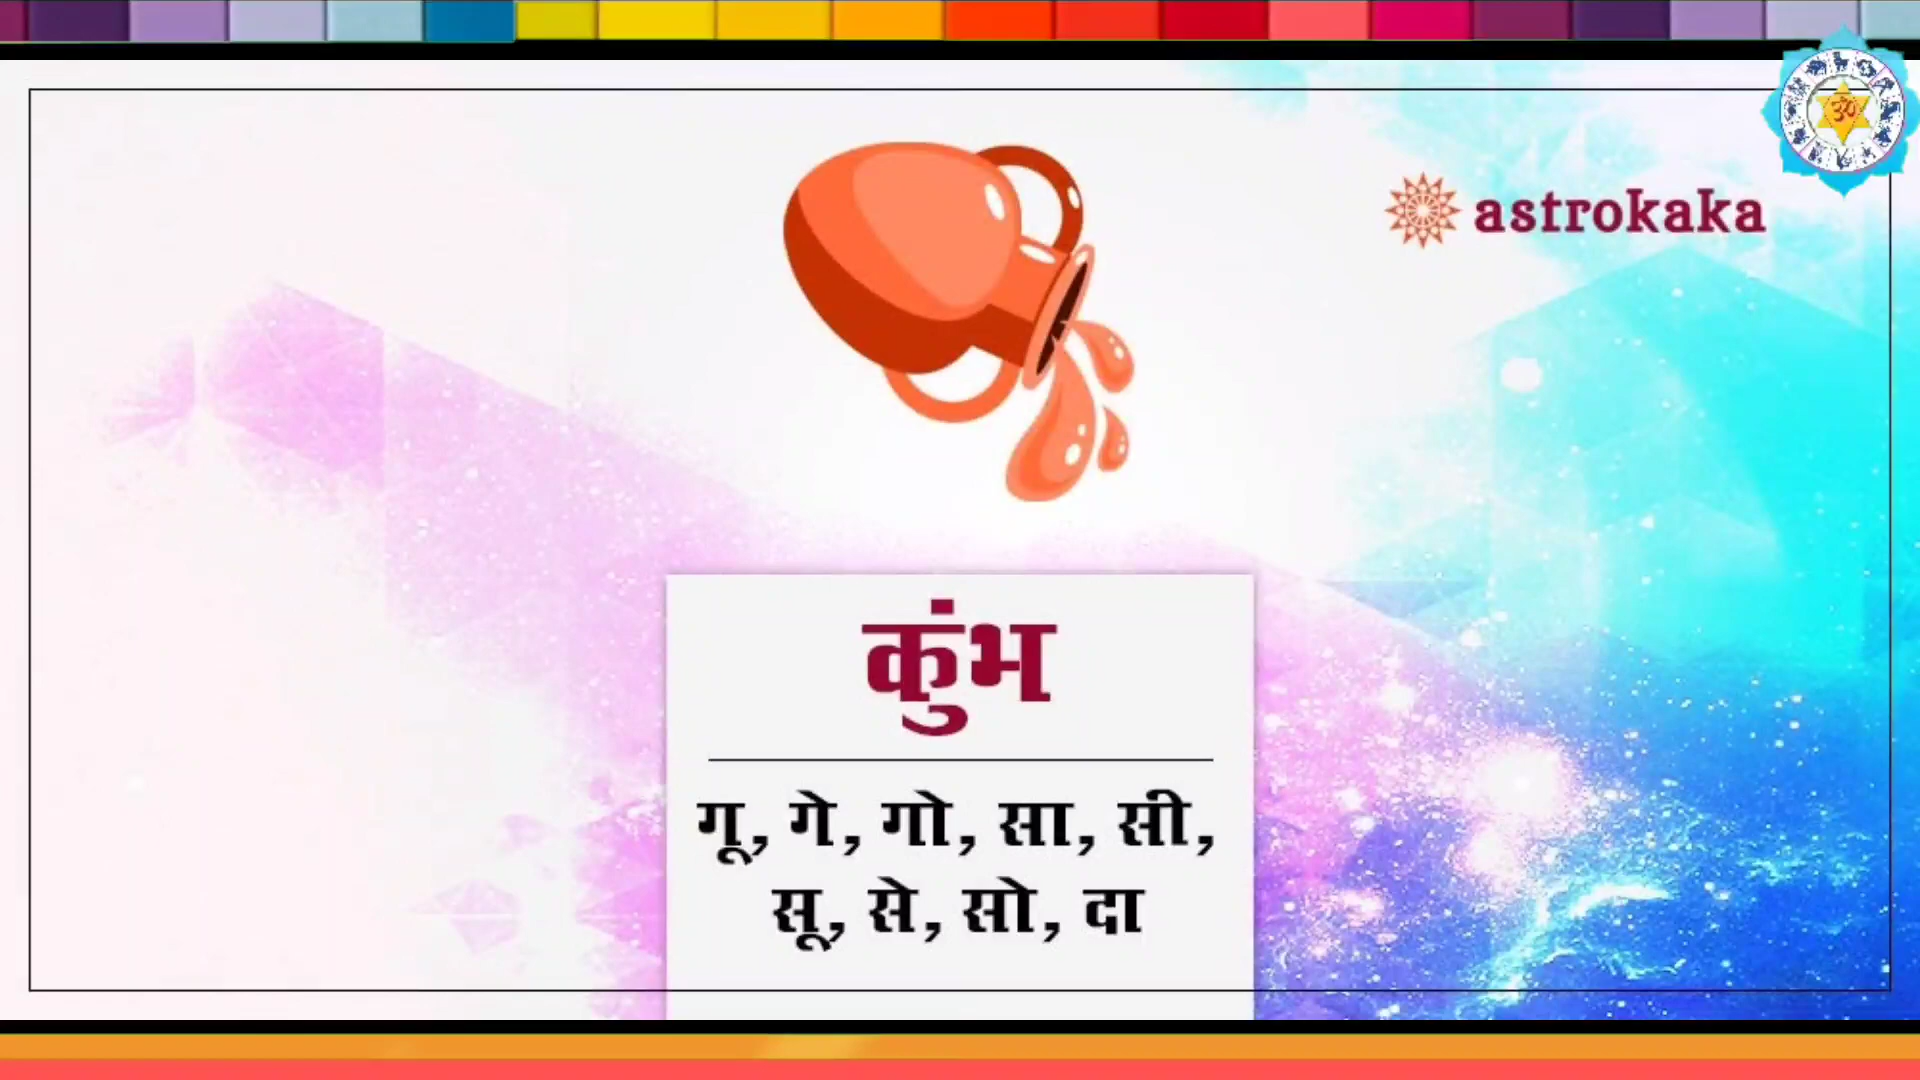 ॐ
astrokaka
कुंभ
गू, गे, गो, सा, सी,
सू, से, सो, दा